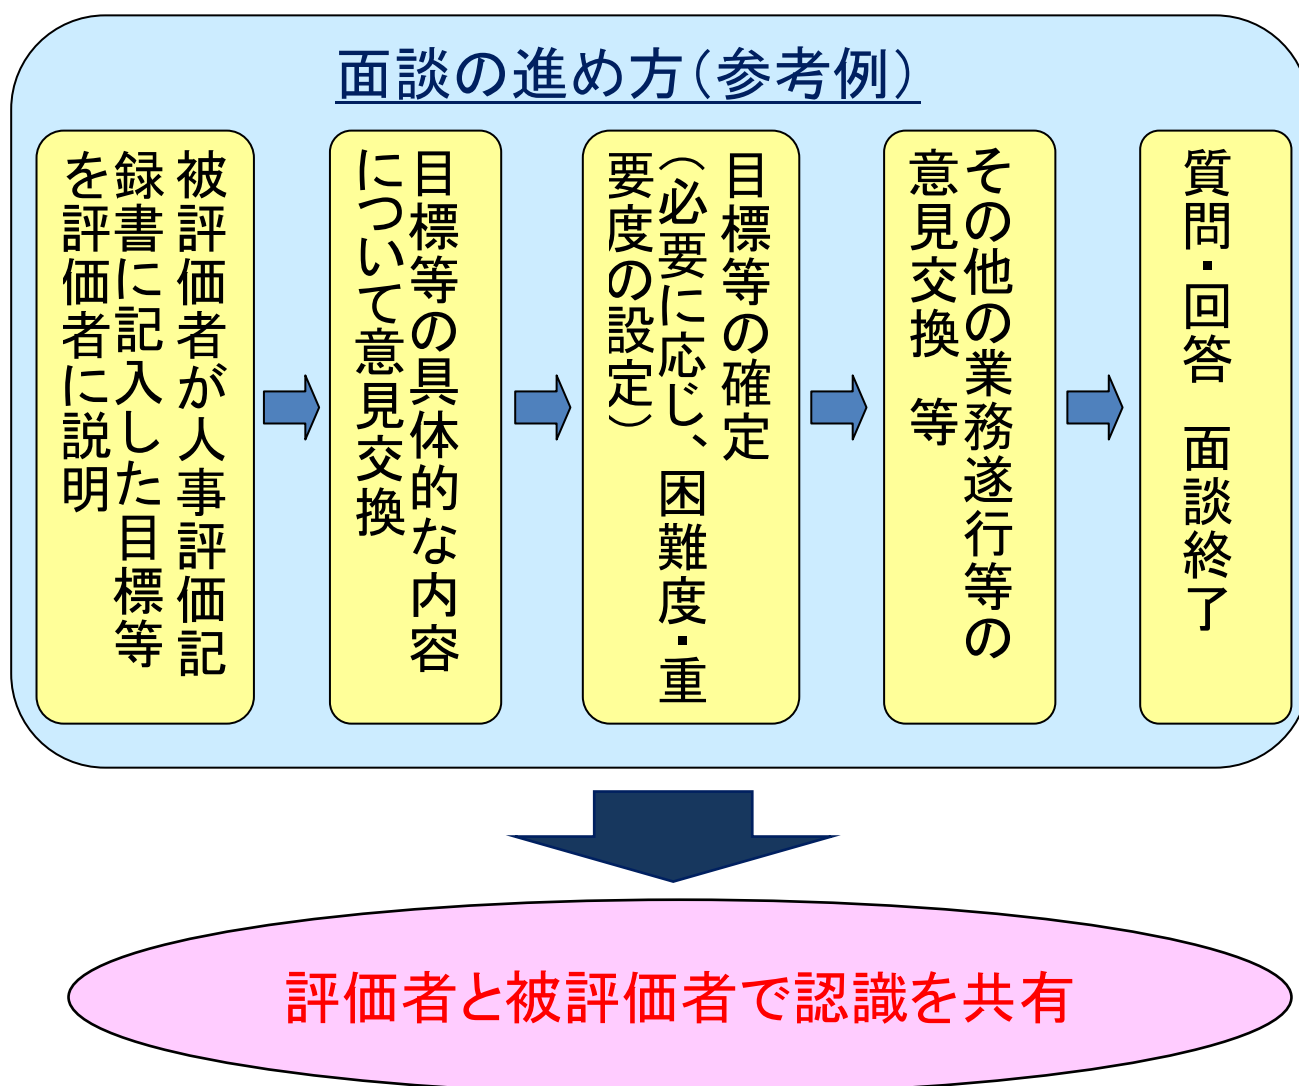 面談の進め方（参考例）
被評価者が人事評価記
録書に記入した目標等
を評価者に説明
目標等の具体的な内容
について意見交換
目標等の確定
（必要に応じ、困難度・重
要度の設定）
その他の業務遂行等の
意見交換　等
質問・回答　面談終了
評価者と被評価者で認識を共有